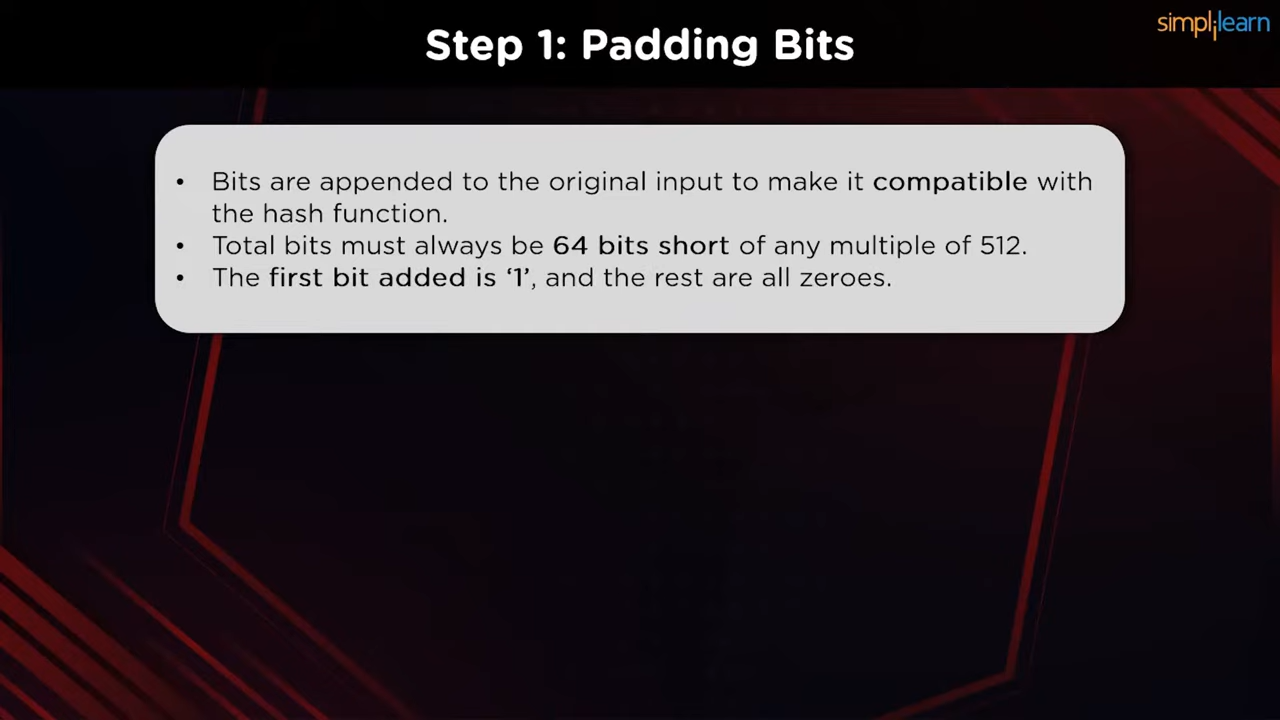 simplilearn
Step 1: Padding Bits
• Bits are appended to the original input to make it compatible with
the hash function.
• Total bits must always be 64 bits short of any multiple of 512.
• The first bit added is ‘1’, and the rest are all zeroes.